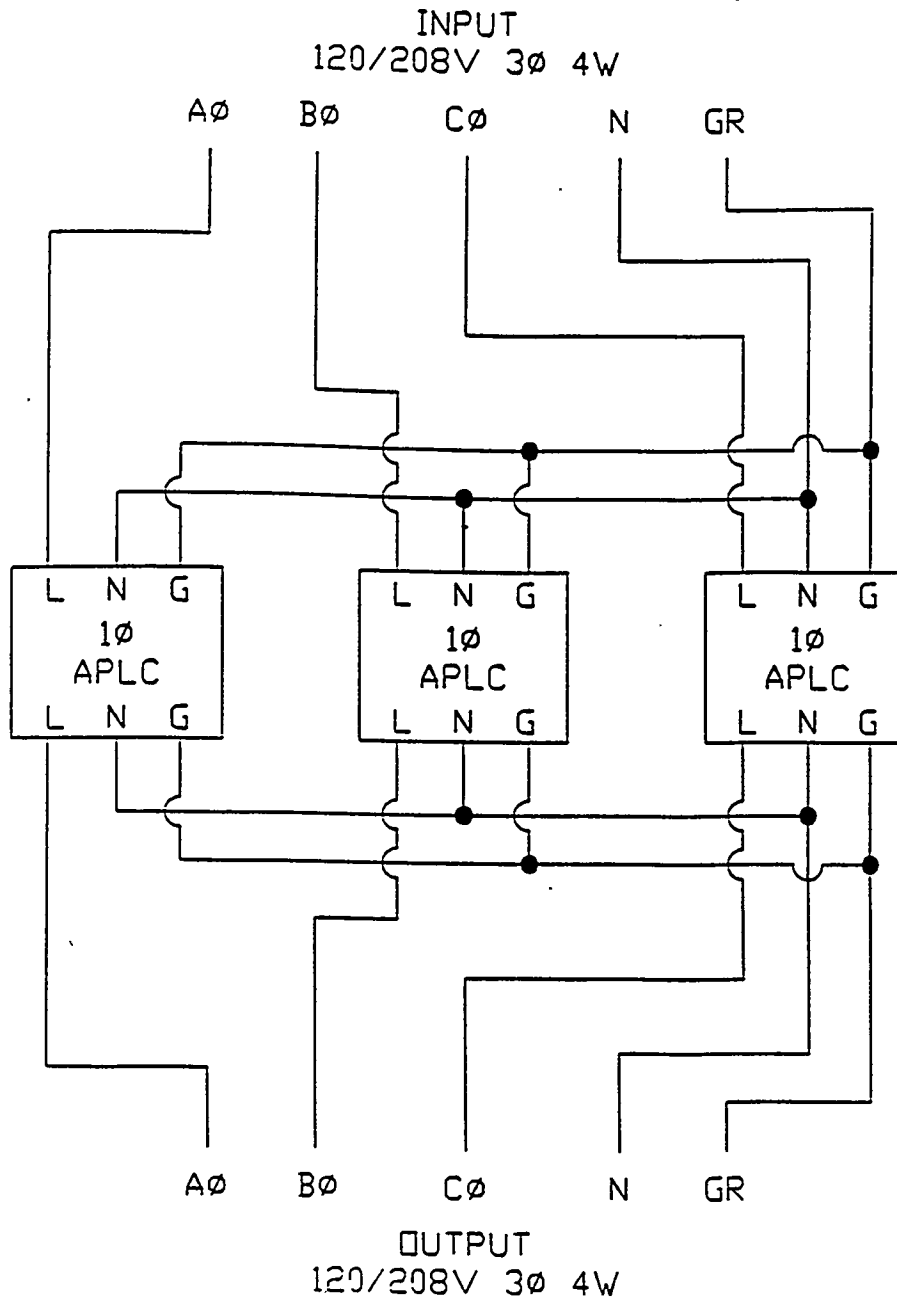 INPUT
120/208V 3Ø 4W
AØ BØ CØ N GR
L N G L N G L N G
1Ø 1Ø 1Ø
APLC APLC APLC
L N G L N G L N G
AØ BØ CØ N GR
OUTPUT
120/208V 3Ø 4W